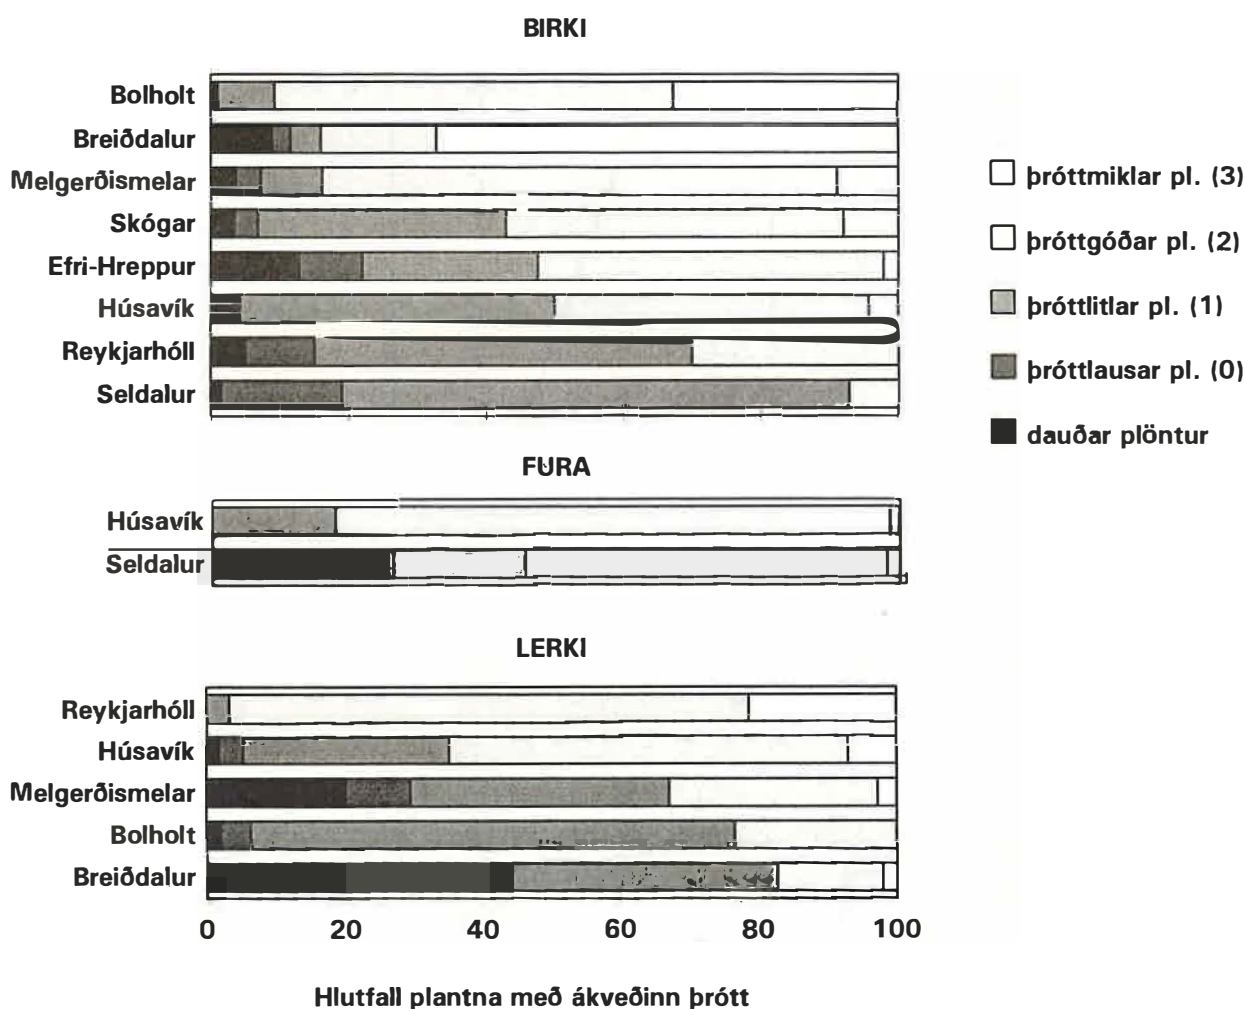 BIRKI
Bolholt
Breiðdalur
Melgerðismelar
Skógar
Efri-Hreppur
Húsavík
Reykjarhóll
Seldalur
þróttmiklar pl. (3)
þróttgóðar pl. (2)
þróttlitlar pl. (1)
þróttlausar pl. (0)
dauðar plöntur
FURA
Húsavík
Seldalur
LERKI
Reykjarhóll
Húsavík
Melgerðismelar
Bolholt
Breiðdalur
0 20 40 60 80 100
Hlutfall plantna með ákveðinn þrótt